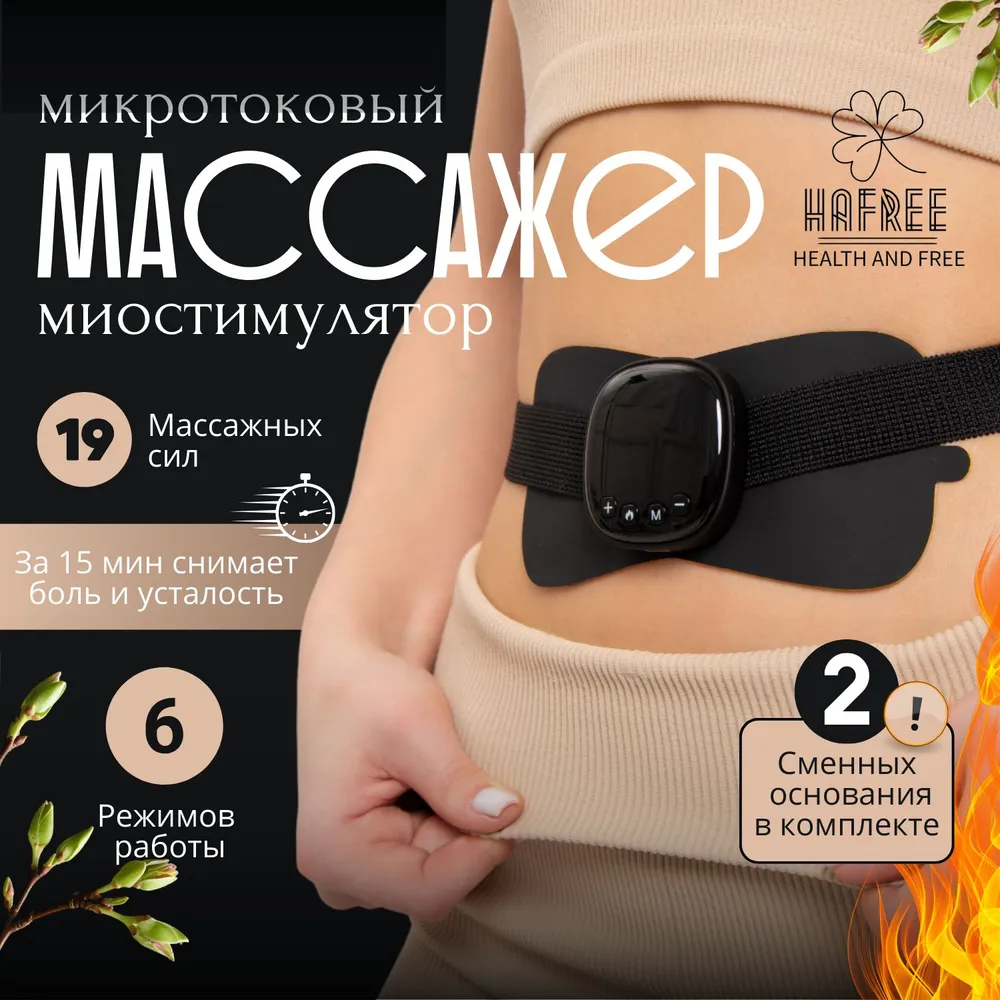 микротоковый
МАССАЖеР
миостимулятор
HAFREE
HEALTH AND FREE
19
Массажных
сил
За 15 мин снимает
боль и усталость
+ M −
6
Режимов
работы
2
!
Сменных
основания
в комплекте